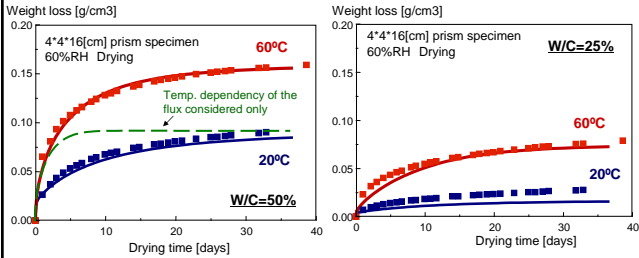 Weight loss [g/cm3]
0.20
0.15
0.10
0.05
0.00
4*4*16[cm] prism specimen
60%RH Drying
60ºC
Temp. dependency of the
flux considered only
20ºC
W/C=50%
0 10 20 30 40
Drying time [days]
Weight loss [g/cm3]
0.20
0.15
0.10
0.05
0.00
4*4*16[cm] prism specimen
60%RH Drying
W/C=25%
60ºC
20ºC
0 10 20 30 40
Drying time [days]